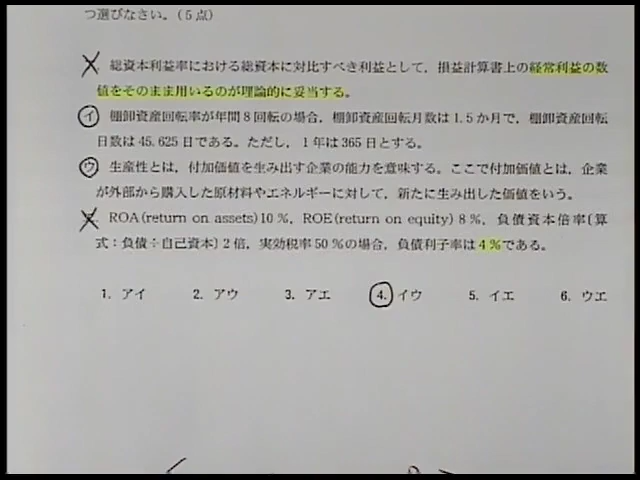 つ選びなさい。(5点)
総資本利益率における総資本に対比すべき利益として，損益計算書上の経常利益の数
値をそのまま用いるのが理論的に妥当する。
イ 棚卸資産回転率が年間8回転の場合，棚卸資産回転月数は1.5か月で，棚卸資産回転
日数は45.625日である。ただし，1年は365日とする。
ウ 生産性とは，付加価値を生み出す企業の能力を意味する。ここで付加価値とは，企業
が外部から購入した原材料やエネルギーに対して，新たに生み出した価値をいう。
ROA(return on assets)10%，ROE(return on equity)8%，負債資本倍率〔算
式：負債÷自己資本〕2倍，実効税率50%の場合，負債利子率は4%である。
1. アイ 2. アウ 3. アエ 4. イウ 5. イエ 6. ウエ